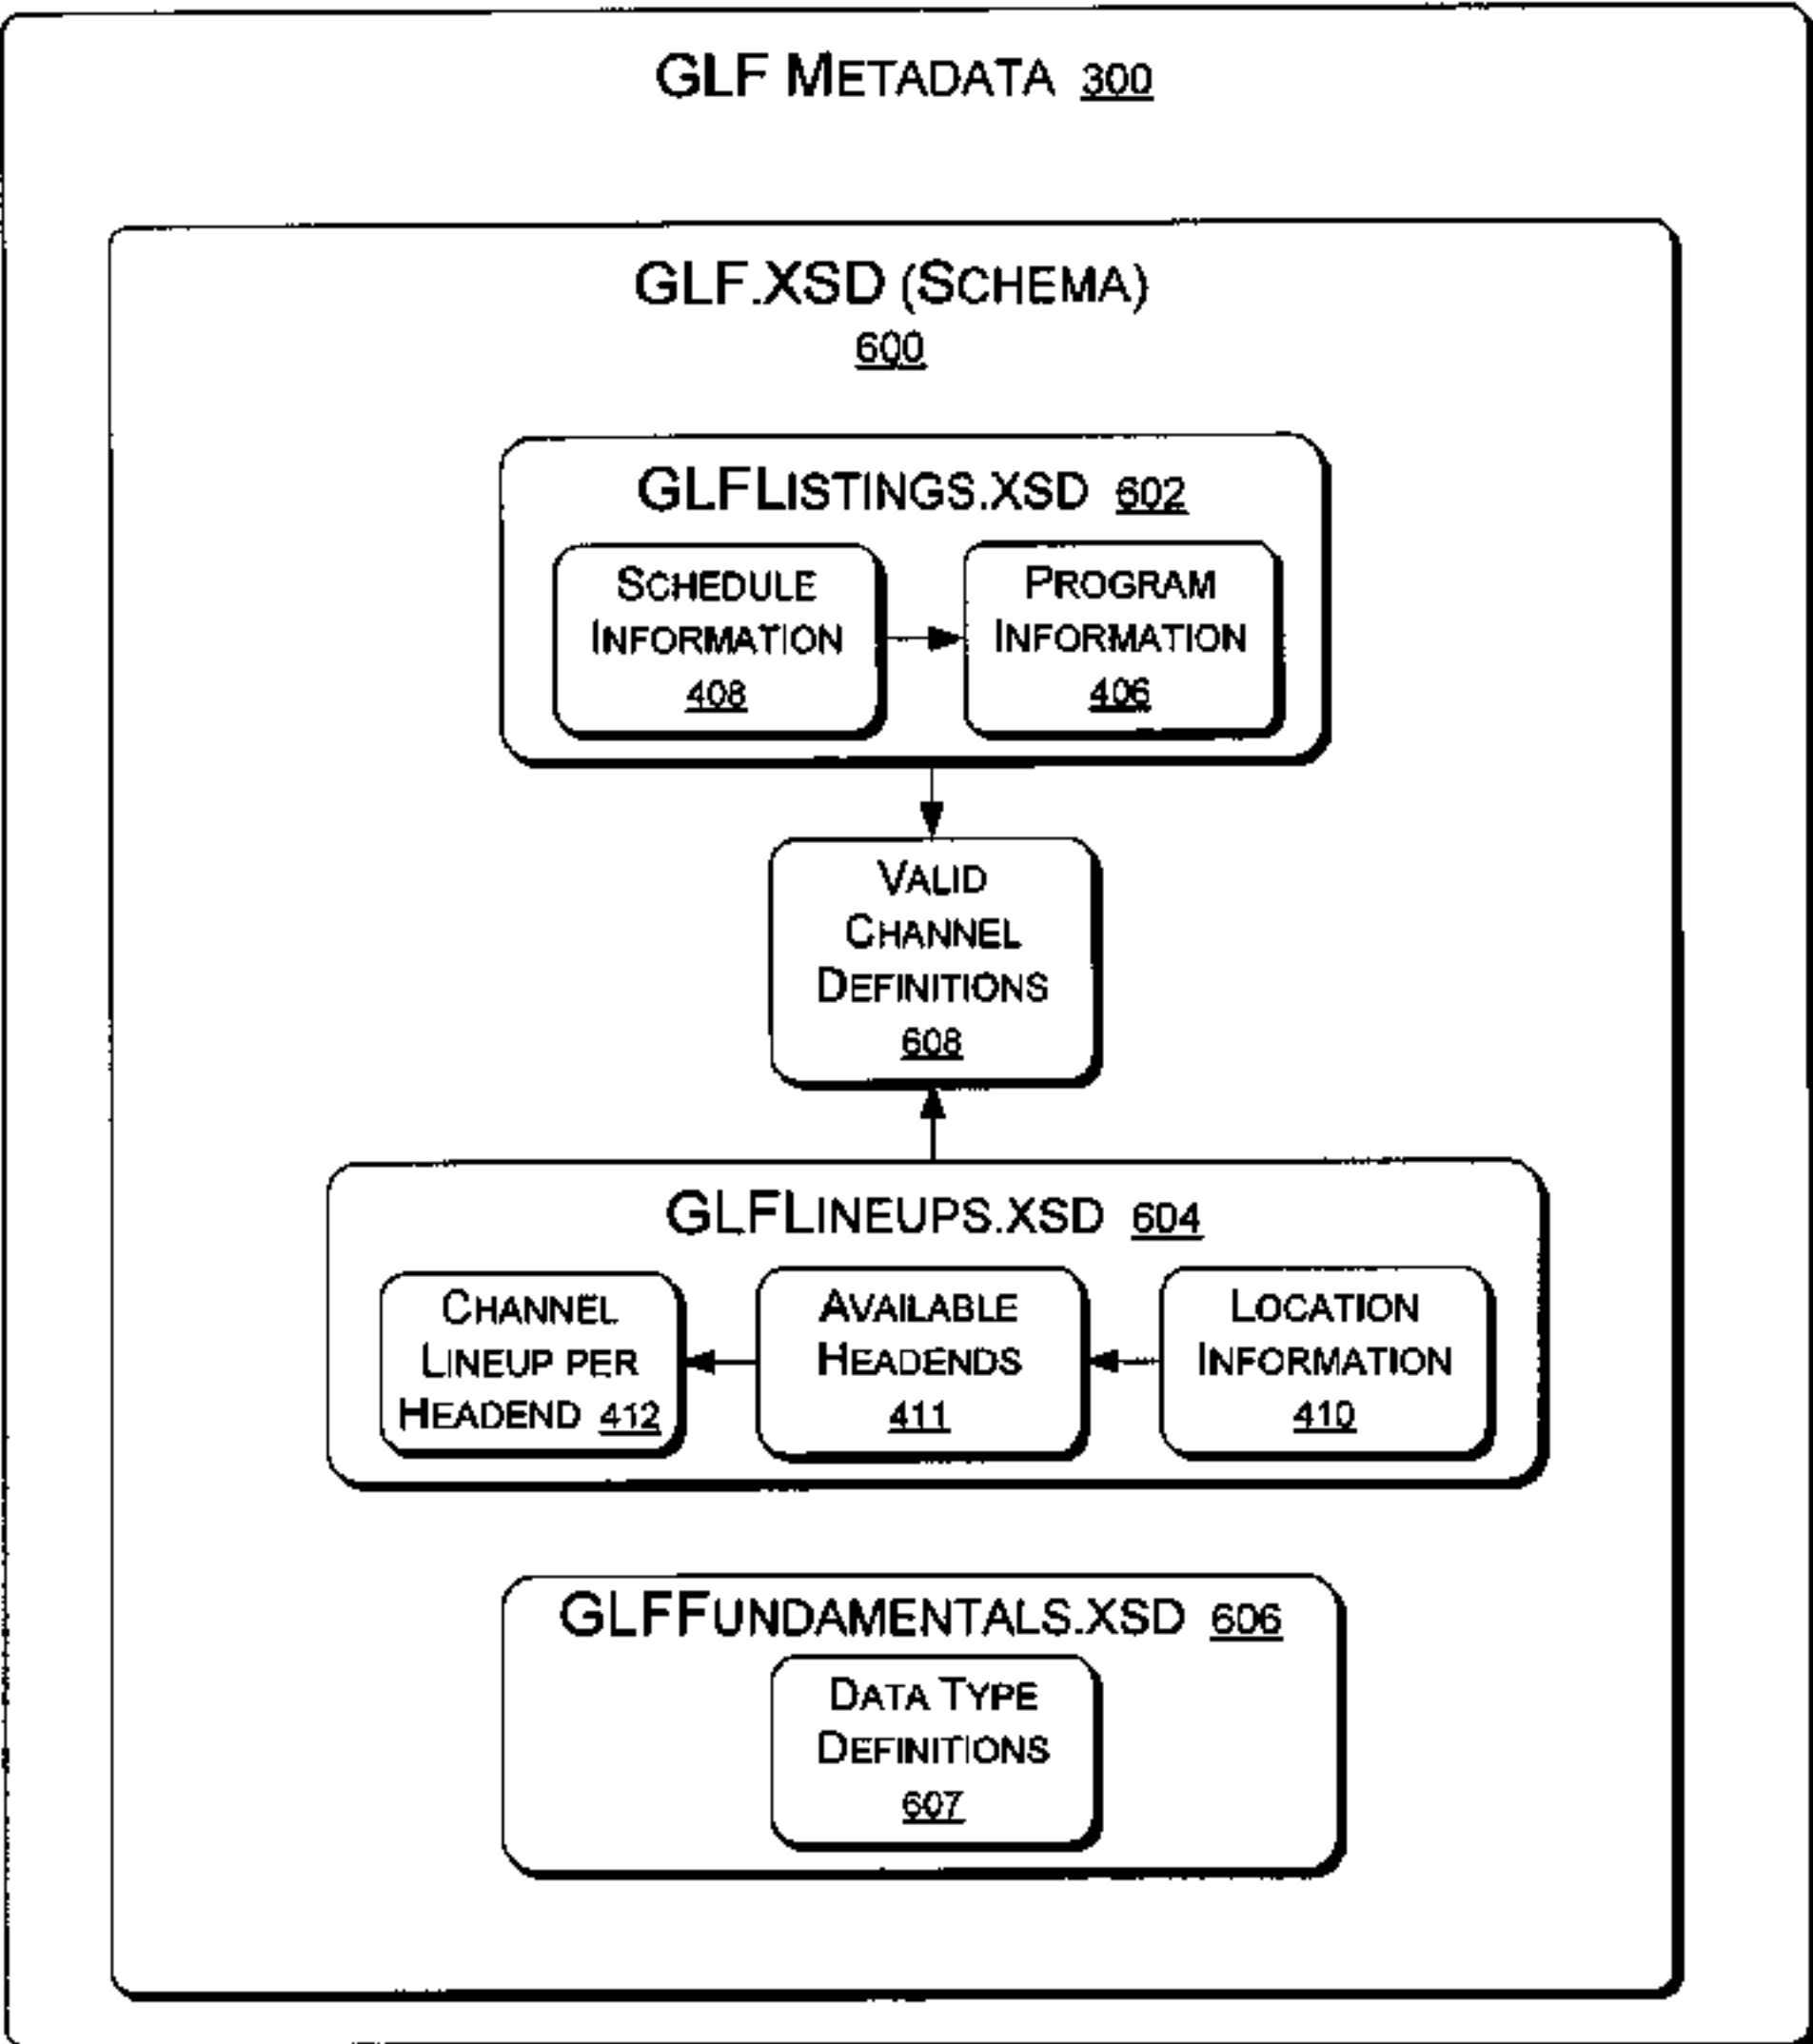 GLF METADATA 300
GLF.XSD (SCHEMA)
600
GLFLISTINGS.XSD 602
SCHEDULE
INFORMATION
408
PROGRAM
INFORMATION
406
VALID
CHANNEL
DEFINITIONS
608
GLFLINEUPS.XSD 604
CHANNEL
LINEUP PER
HEADEND 412
AVAILABLE
HEADENDS
411
LOCATION
INFORMATION
410
GLFFUNDAMENTALS.XSD 606
DATA TYPE
DEFINITIONS
607